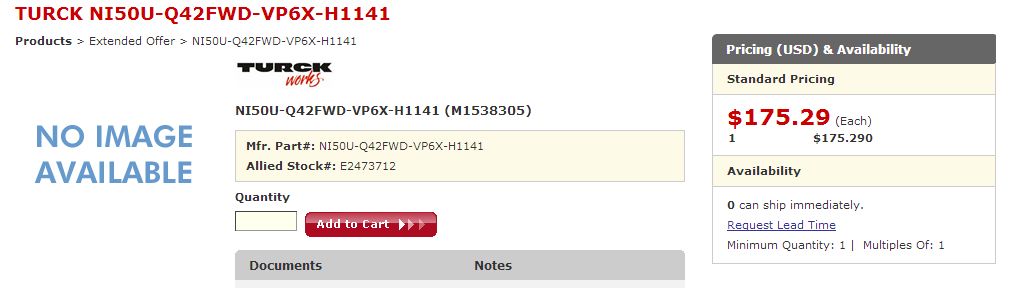 TURCK NI50U-Q42FWD-VP6X-H1141
Products > Extended Offer > NI50U-Q42FWD-VP6X-H1141
NO IMAGE
AVAILABLE
TURCK
works
NI50U-Q42FWD-VP6X-H1141 (M1538305)
Mfr. Part#: NI50U-Q42FWD-VP6X-H1141
Allied Stock#: E2473712
Quantity
Add to Cart
Documents Notes
Pricing (USD) & Availability
Standard Pricing
$175.29 (Each)
1 $175.290
Availability
0 can ship immediately.
Request Lead Time
Minimum Quantity: 1 | Multiples Of: 1